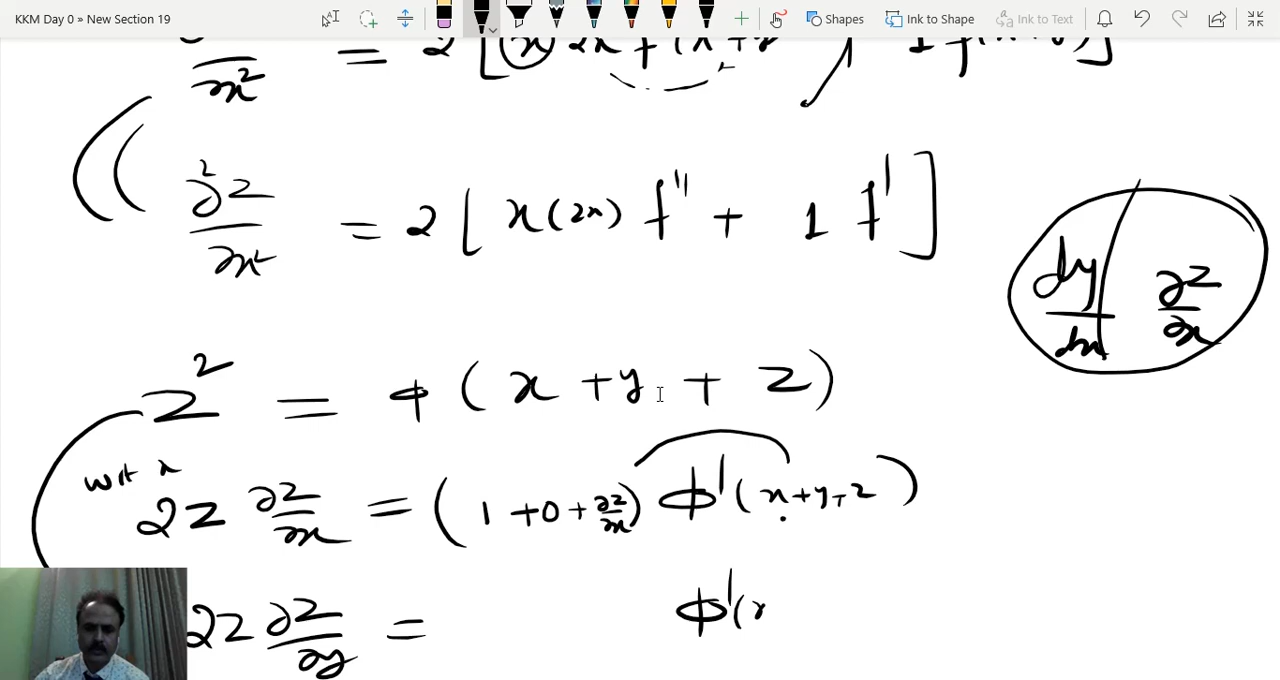 KKM Day 0 » New Section 19
Shapes Ink to Shape Ink to Text
∂²z/∂x² = 2[x(2x) f'' + 1 f']
dy/dx ∂z/∂x
z² = ϕ(x + y + z)
wrt x
2z ∂z/∂x = (1 + 0 + ∂z/∂x) ϕ'(x + y + z)
2z ∂z/∂y = ϕ'(x